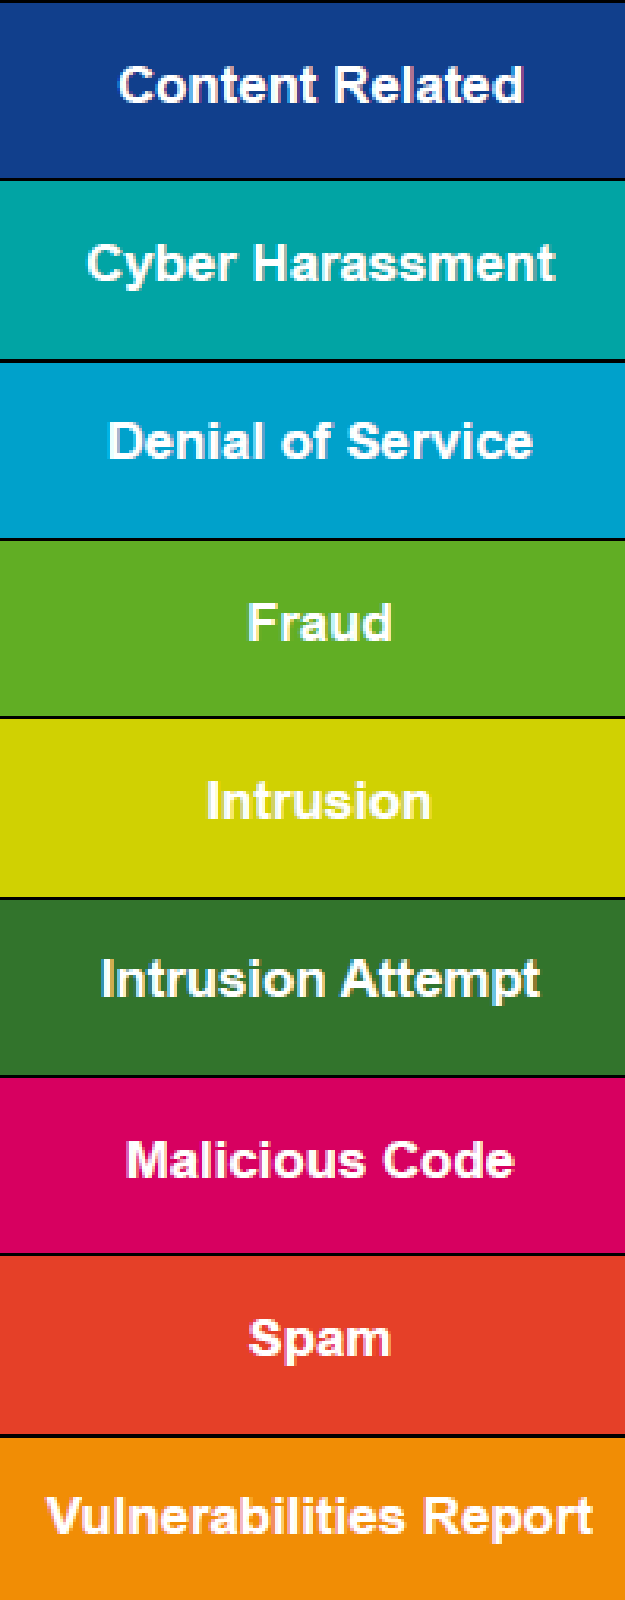 Content Related
Cyber Harassment
Denial of Service
Fraud
Intrusion
Intrusion Attempt
Malicious Code
Spam
Vulnerabilities Report